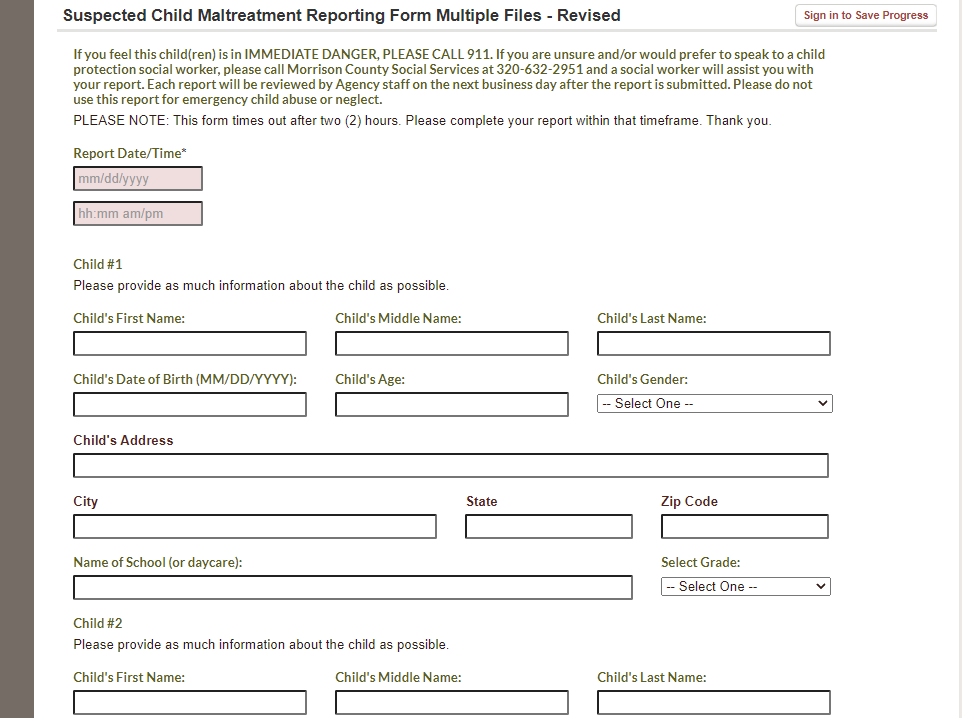 Suspected Child Maltreatment Reporting Form Multiple Files - Revised
Sign in to Save Progress
If you feel this child(ren) is in IMMEDIATE DANGER, PLEASE CALL 911. If you are unsure and/or would prefer to speak to a child
protection social worker, please call Morrison County Social Services at 320-632-2951 and a social worker will assist you with
your report. Each report will be reviewed by Agency staff on the next business day after the report is submitted. Please do not
use this report for emergency child abuse or neglect.
PLEASE NOTE: This form times out after two (2) hours. Please complete your report within that timeframe. Thank you.
Report Date/Time*
mm/dd/yyyy
hh:mm am/pm
Child #1
Please provide as much information about the child as possible.
Child's First Name: Child's Middle Name: Child's Last Name:
Child's Date of Birth (MM/DD/YYYY): Child's Age: Child's Gender:
-- Select One --
Child's Address
City State Zip Code
Name of School (or daycare): Select Grade:
-- Select One --
Child #2
Please provide as much information about the child as possible.
Child's First Name: Child's Middle Name: Child's Last Name: